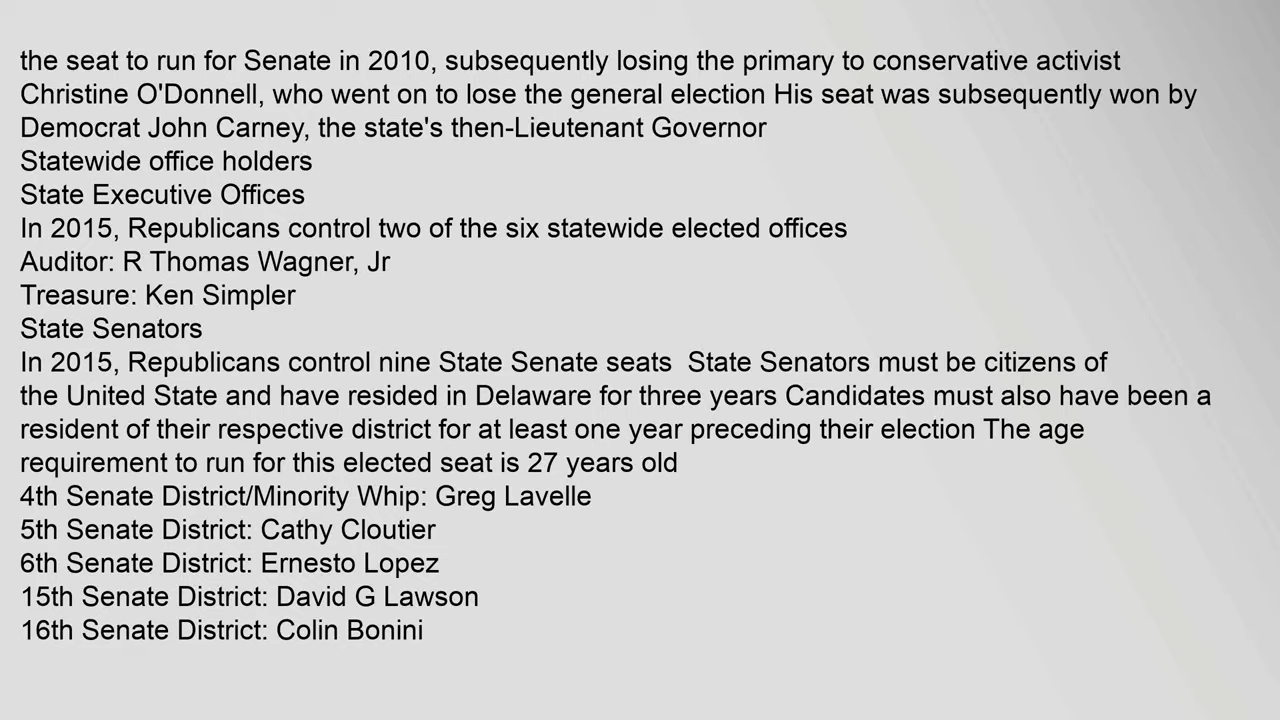 the seat to run for Senate in 2010, subsequently losing the primary to conservative activist
Christine O'Donnell, who went on to lose the general election His seat was subsequently won by
Democrat John Carney, the state's then-Lieutenant Governor
Statewide office holders
State Executive Offices
In 2015, Republicans control two of the six statewide elected offices
Auditor: R Thomas Wagner, Jr
Treasure: Ken Simpler
State Senators
In 2015, Republicans control nine State Senate seats  State Senators must be citizens of
the United State and have resided in Delaware for three years Candidates must also have been a
resident of their respective district for at least one year preceding their election The age
requirement to run for this elected seat is 27 years old
4th Senate District/Minority Whip: Greg Lavelle
5th Senate District: Cathy Cloutier
6th Senate District: Ernesto Lopez
15th Senate District: David G Lawson
16th Senate District: Colin Bonini